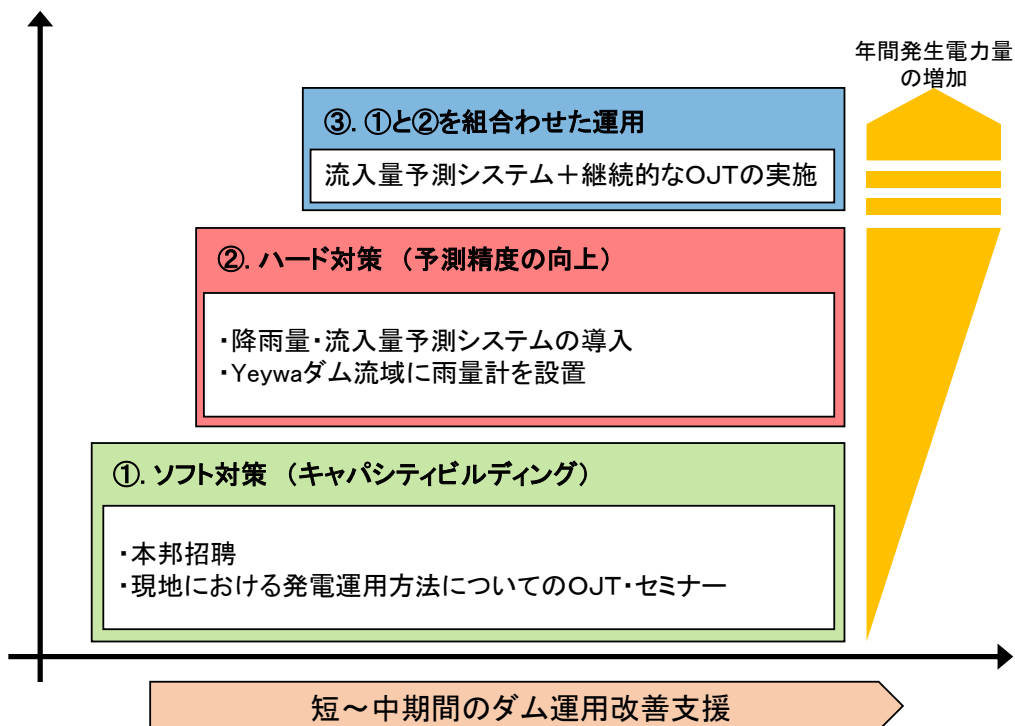 年間発生電力量
の増加
③. ①と②を組合わせた運用
流入量予測システム+継続的なOJTの実施
②. ハード対策 (予測精度の向上)
・降雨量・流入量予測システムの導入
・Yeywaダム流域に雨量計を設置
①. ソフト対策 (キャパシティビルディング)
・本邦招聘
・現地における発電運用方法についてのOJT・セミナー
短～中期間のダム運用改善支援